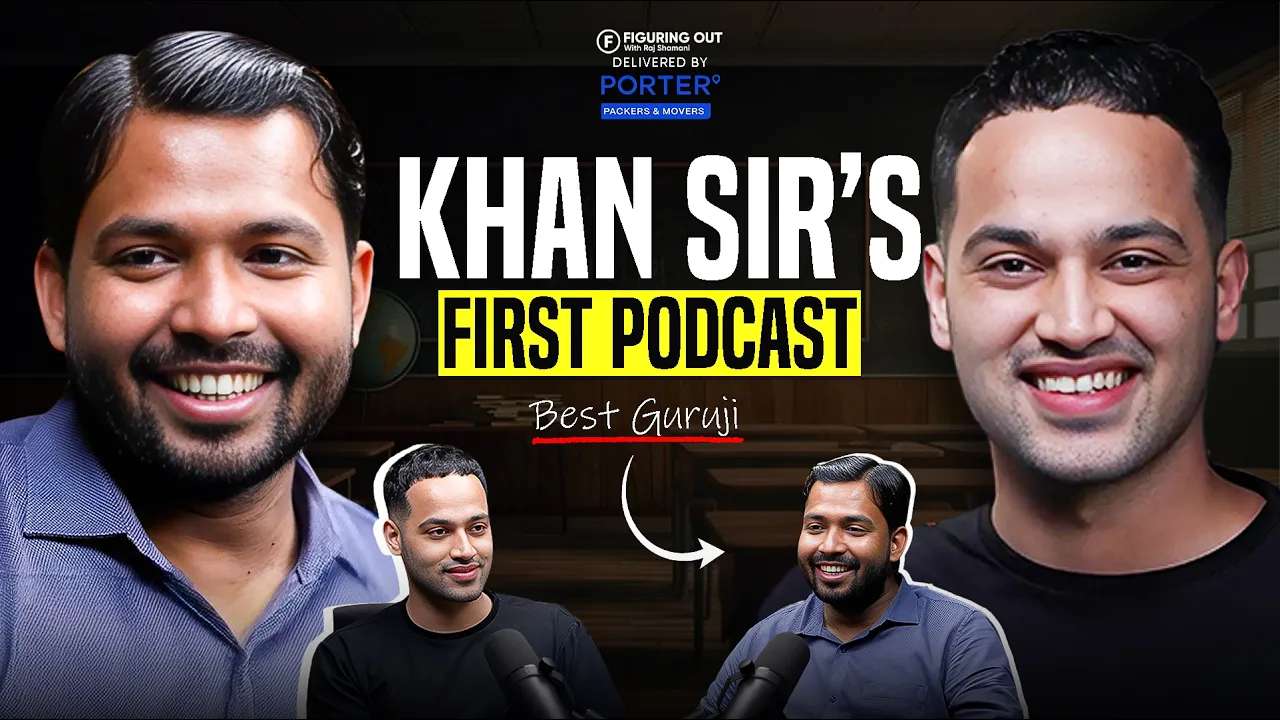 FIGURING OUT
With Raj Shamani
DELIVERED BY
PORTER
PACKERS & MOVERS
KHAN SIR'S
FIRST PODCAST
Best Guruji